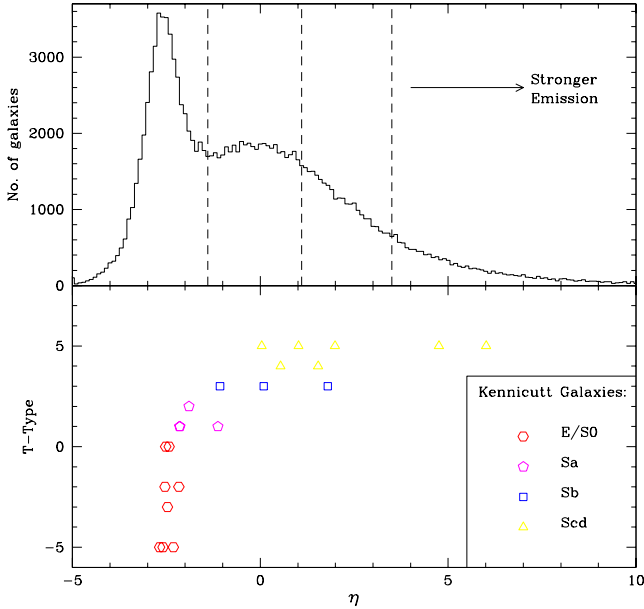 No. of galaxies
3000
2000
1000
0
Stronger
Emission
T-Type
5
0
-5
Kennicutt Galaxies:
E/S0
Sa
Sb
Scd
-5
0
5
10
η